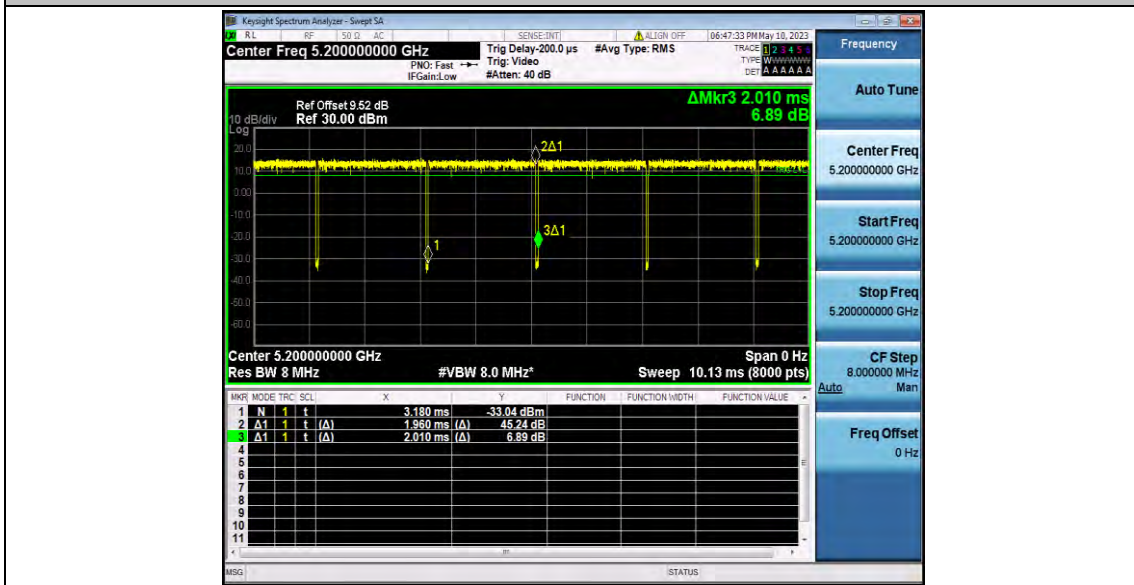 Keysight Spectrum Analyzer - Swept SA
RL RF 50 Ω AC SENSE:INT ALIGN OFF 06:47:33 PM May 10, 2023
Center Freq 5.200000000 GHz
PNO: Fast
IFGain:Low
Trig Delay-200.0 µs
Trig: Video
#Atten: 40 dB
#Avg Type: RMS
TRACE 1 2 3 4 5 6
TYPE W
DET A A A A A A
ΔMkr3 2.010 ms
6.89 dB
Ref Offset 9.52 dB
10 dB/div Ref 30.00 dBm
Log
20.0
10.0
0.00
-10.0
-20.0
-30.0
-40.0
-50.0
-60.0
2Δ1
1
3Δ1
Center 5.200000000 GHz Span 0 Hz
Res BW 8 MHz #VBW 8.0 MHz* Sweep 10.13 ms (8000 pts)
MKR MODE TRC SCL X Y FUNCTION FUNCTION WIDTH FUNCTION VALUE
1 N 1 t 3.180 ms -33.04 dBm
2 Δ1 1 t (Δ) 1.960 ms (Δ) 45.24 dB
3 Δ1 1 t (Δ) 2.010 ms (Δ) 6.89 dB
4
5
6
7
8
9
10
11
MSG STATUS
Frequency
Auto Tune
Center Freq
5.200000000 GHz
Start Freq
5.200000000 GHz
Stop Freq
5.200000000 GHz
CF Step
8.000000 MHz
Auto Man
Freq Offset
0 Hz